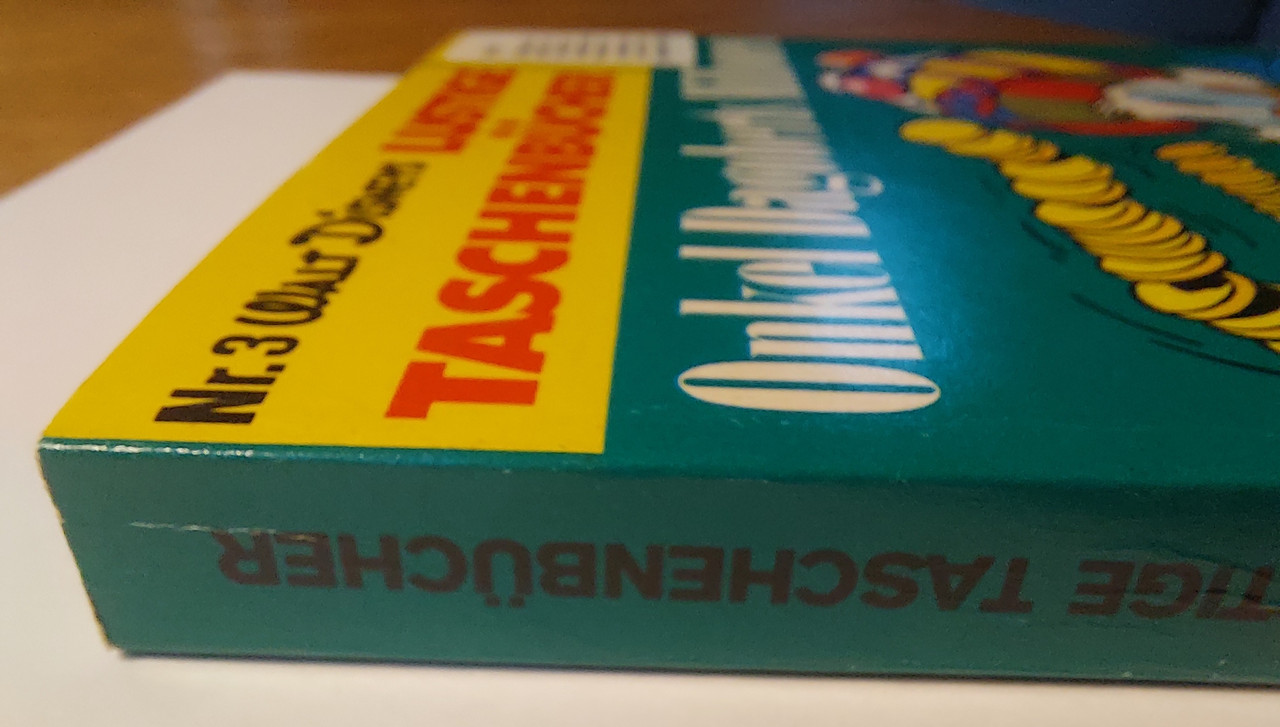 Nr. 3 WALT DISNEYS LUSTIGE
TASCHENBÜCHER
Onkel Dagobert
TIGE TASCHENBÜCHER